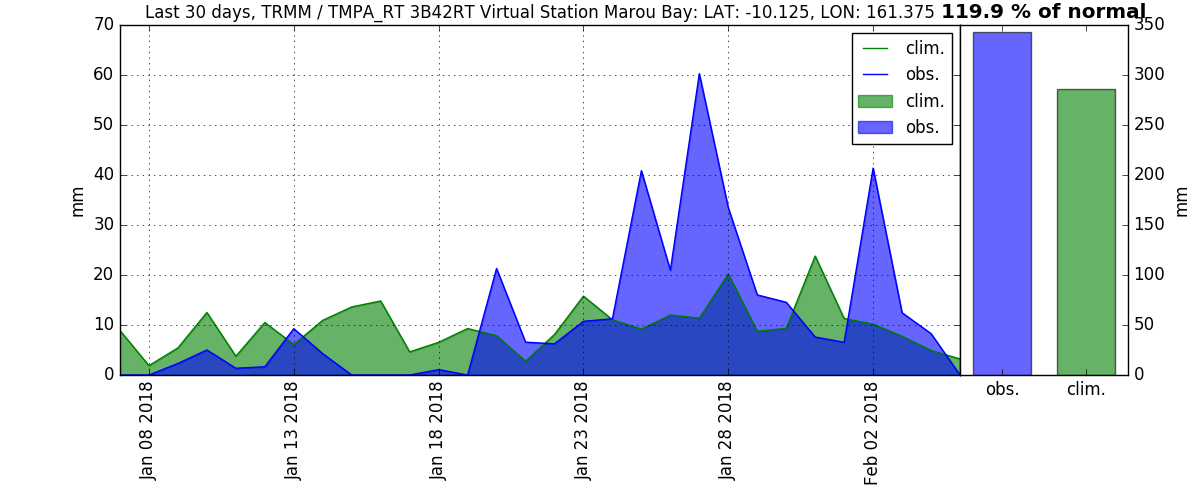 Last 30 days, TRMM / TMPA_RT 3B42RT Virtual Station Marou Bay: LAT: -10.125, LON: 161.375 119.9 % of normal
70
60
50
40
30
20
10
0
mm
clim.
obs.
clim.
obs.
Jan 08 2018
Jan 13 2018
Jan 18 2018
Jan 23 2018
Jan 28 2018
Feb 02 2018
350
300
250
200
150
100
50
0
mm
obs.
clim.